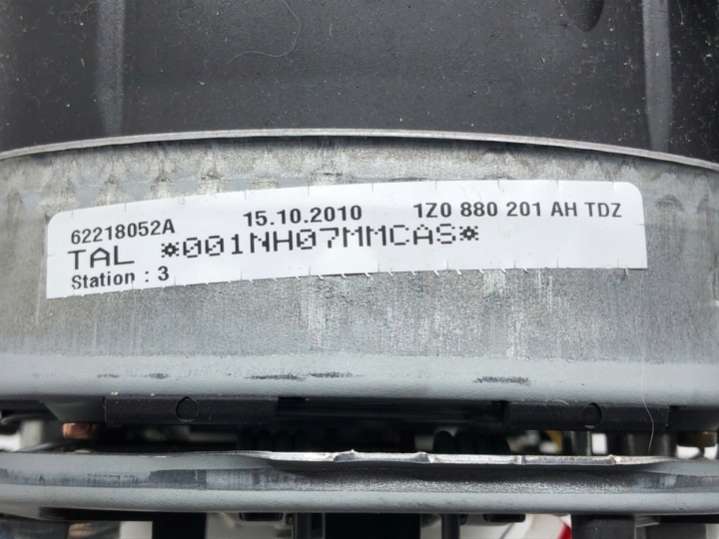 62218052A 15.10.2010 1Z0 880 201 AH TDZ
TAL *001NH07MMCAS*
Station : 3